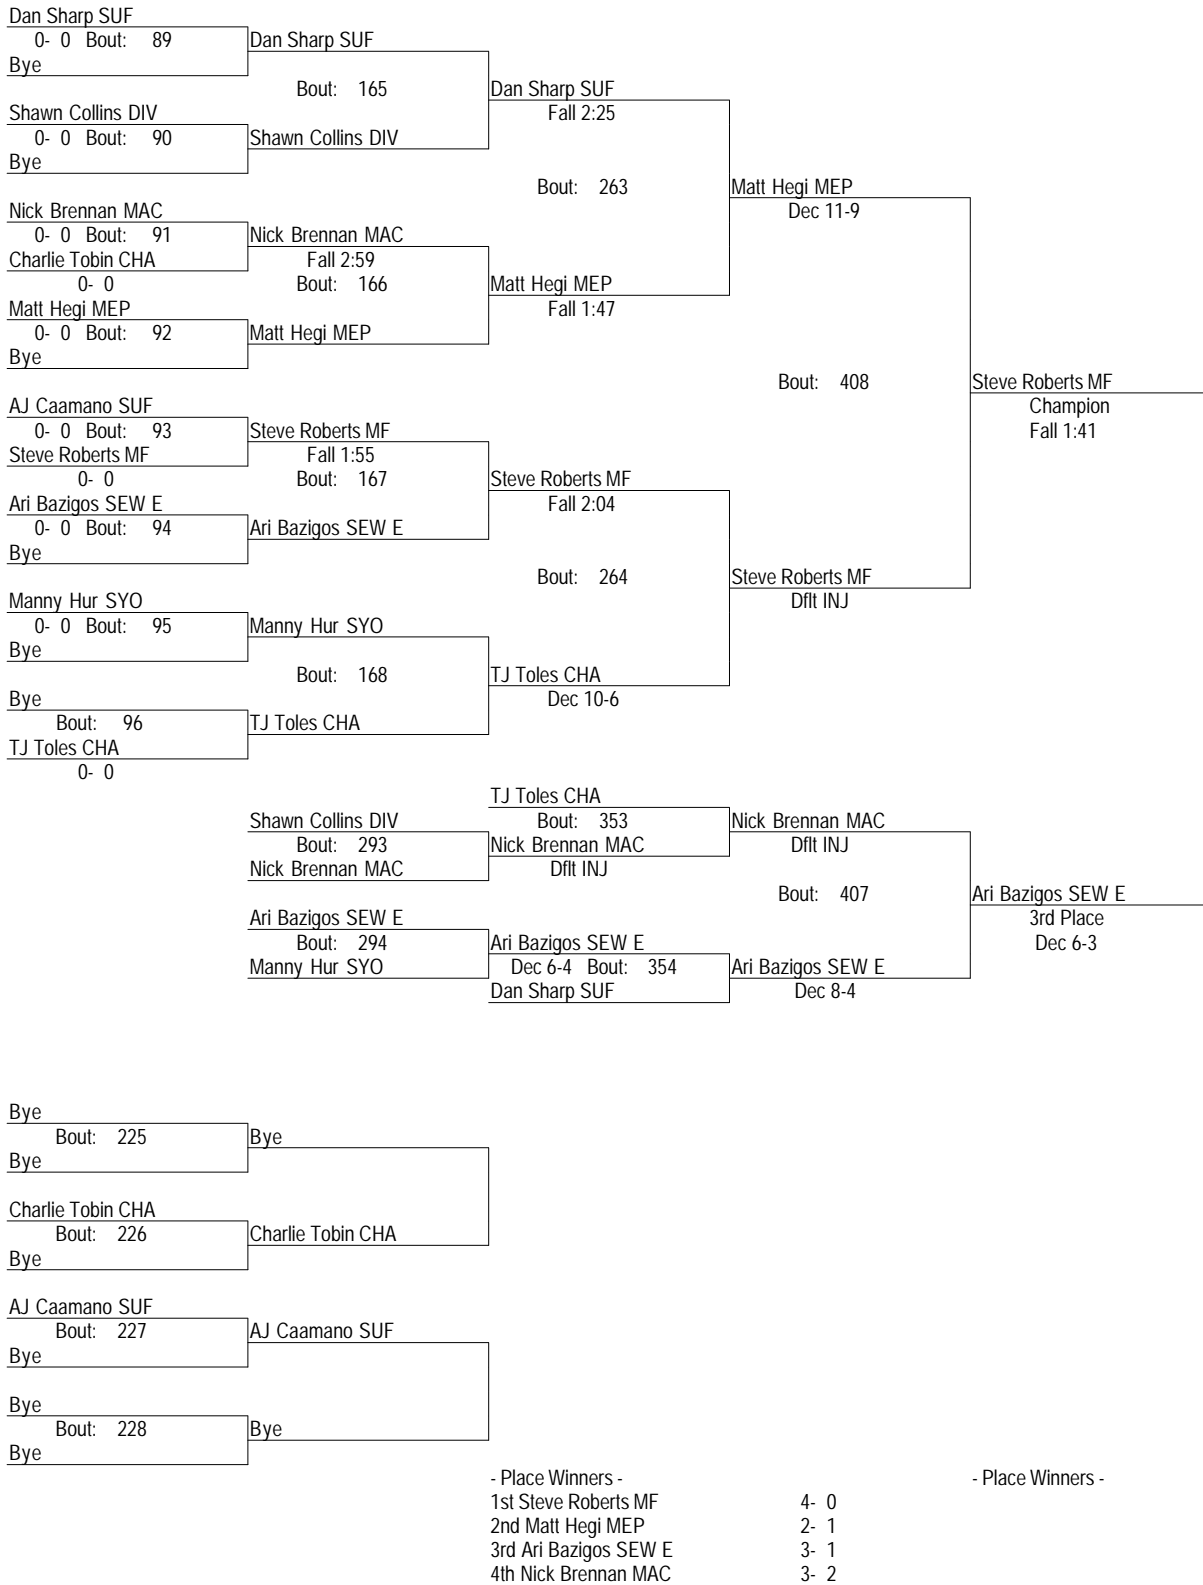 Dan Sharp SUF
0- 0 Bout: 89 Dan Sharp SUF
Bye
Bout: 165 Dan Sharp SUF
Shawn Collins DIV Fall 2:25
0- 0 Bout: 90 Shawn Collins DIV
Bye
Bout: 263 Matt Hegi MEP
Nick Brennan MAC Dec 11-9
0- 0 Bout: 91 Nick Brennan MAC
Charlie Tobin CHA Fall 2:59
0- 0 Bout: 166 Matt Hegi MEP
Matt Hegi MEP Fall 1:47
0- 0 Bout: 92 Matt Hegi MEP
Bye
Bout: 408 Steve Roberts MF
AJ Caamano SUF Champion
0- 0 Bout: 93 Steve Roberts MF Fall 1:41
Steve Roberts MF Fall 1:55
0- 0 Bout: 167 Steve Roberts MF
Ari Bazigos SEW E Fall 2:04
0- 0 Bout: 94 Ari Bazigos SEW E
Bye
Bout: 264 Steve Roberts MF
Manny Hur SYO Dflt INJ
0- 0 Bout: 95 Manny Hur SYO
Bye
Bout: 168 TJ Toles CHA
Bye Dec 10-6
Bout: 96 TJ Toles CHA
TJ Toles CHA
0- 0
TJ Toles CHA
Shawn Collins DIV Bout: 353 Nick Brennan MAC
Bout: 293 Nick Brennan MAC Dflt INJ
Nick Brennan MAC Dflt INJ
Bout: 407 Ari Bazigos SEW E
Ari Bazigos SEW E 3rd Place
Bout: 294 Ari Bazigos SEW E Dec 6-3
Manny Hur SYO Dec 6-4 Bout: 354 Ari Bazigos SEW E
Dan Sharp SUF Dec 8-4
Bye
Bout: 225 Bye
Bye
Charlie Tobin CHA
Bout: 226 Charlie Tobin CHA
Bye
AJ Caamano SUF
Bout: 227 AJ Caamano SUF
Bye
Bye
Bout: 228 Bye
Bye
- Place Winners - - Place Winners -
1st Steve Roberts MF 4- 0
2nd Matt Hegi MEP 2- 1
3rd Ari Bazigos SEW E 3- 1
4th Nick Brennan MAC 3- 2